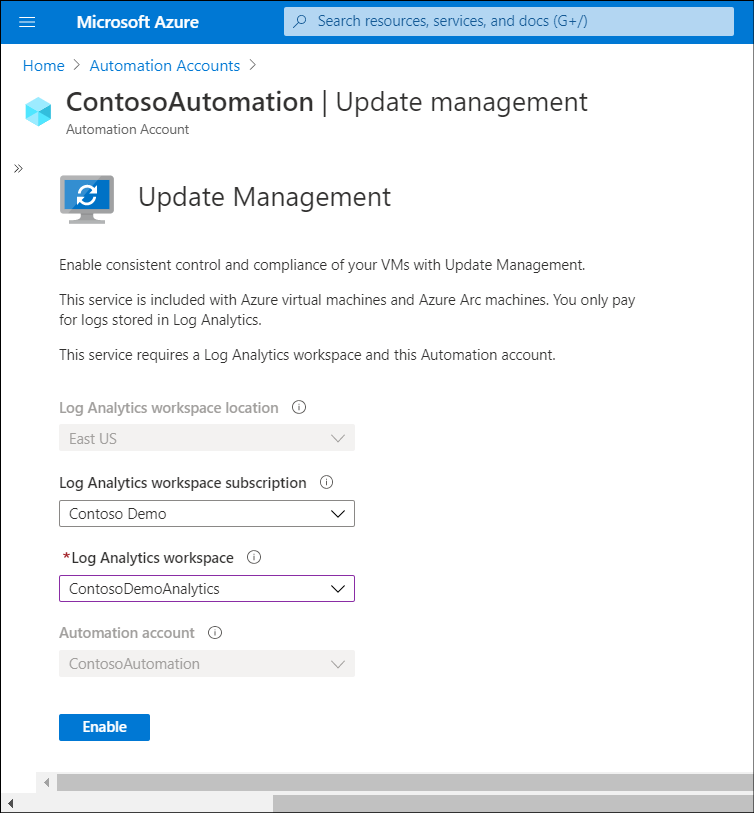 Microsoft Azure
Search resources, services, and docs (G+/)
Home > Automation Accounts >
ContosoAutomation | Update management
Automation Account
»
Update Management
Enable consistent control and compliance of your VMs with Update Management.
This service is included with Azure virtual machines and Azure Arc machines. You only pay
for logs stored in Log Analytics.
This service requires a Log Analytics workspace and this Automation account.
Log Analytics workspace location
East US
Log Analytics workspace subscription
Contoso Demo
*Log Analytics workspace
ContosoDemoAnalytics
Automation account
ContosoAutomation
Enable